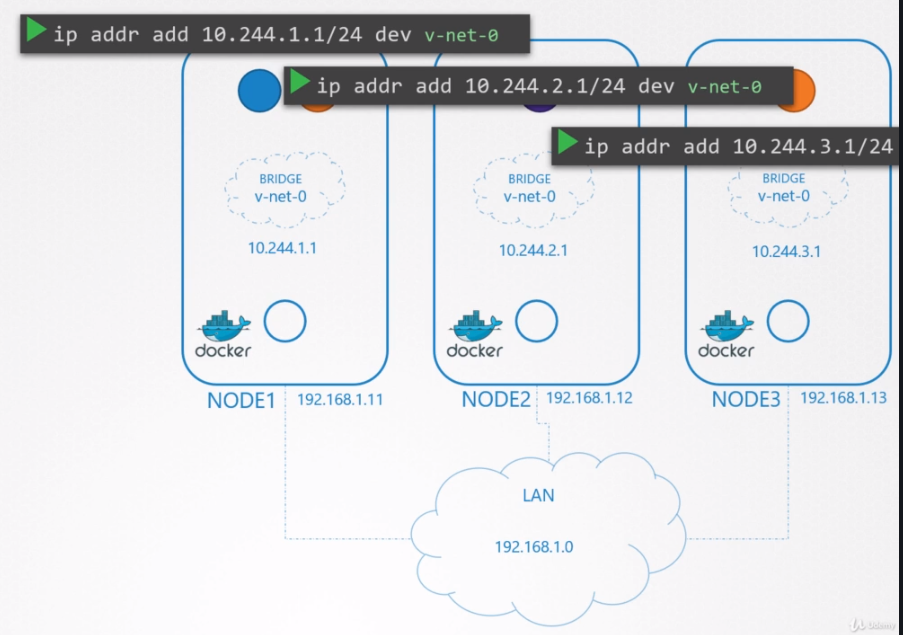 ip addr add 10.244.1.1/24 dev v-net-0
ip addr add 10.244.2.1/24 dev v-net-0
ip addr add 10.244.3.1/24
BRIDGE
v-net-0
10.244.1.1
BRIDGE
v-net-0
10.244.2.1
BRIDGE
v-net-0
10.244.3.1
docker
docker
docker
NODE1 192.168.1.11
NODE2 192.168.1.12
NODE3 192.168.1.13
LAN
192.168.1.0
Udemy